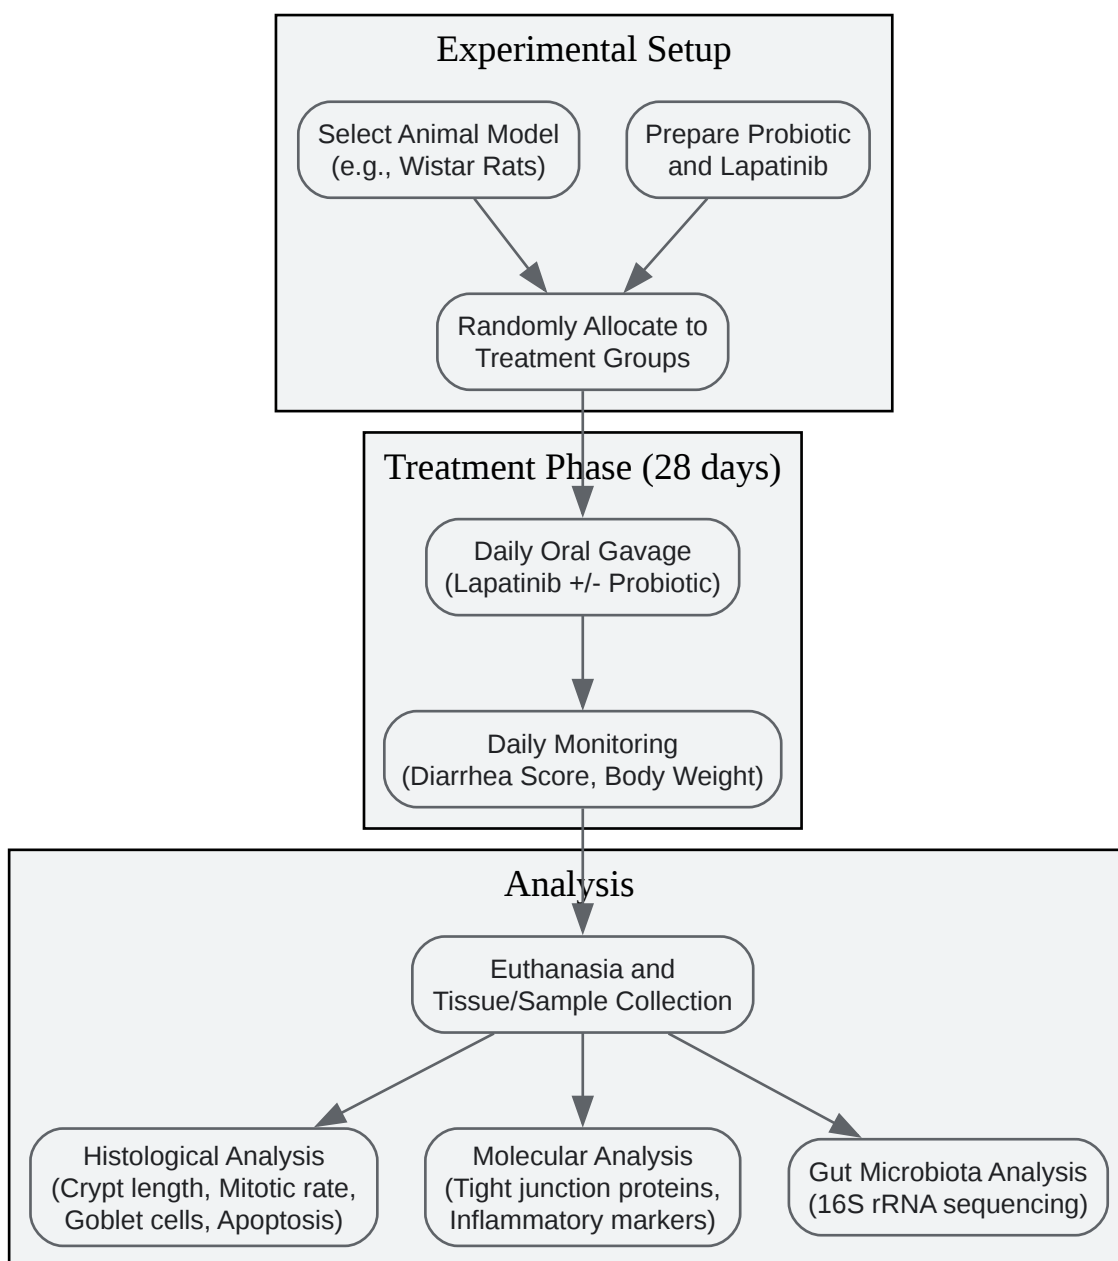 Experimental Setup
Select Animal Model
(e.g., Wistar Rats)
Prepare Probiotic
and Lapatinib
Randomly Allocate to
Treatment Groups
Treatment Phase (28 days)
Daily Oral Gavage
(Lapatinib +/- Probiotic)
Daily Monitoring
(Diarrhea Score, Body Weight)
Analysis
Euthanasia and
Tissue/Sample Collection
Histological Analysis
(Crypt length, Mitotic rate,
Goblet cells, Apoptosis)
Molecular Analysis
(Tight junction proteins,
Inflammatory markers)
Gut Microbiota Analysis
(16S rRNA sequencing)